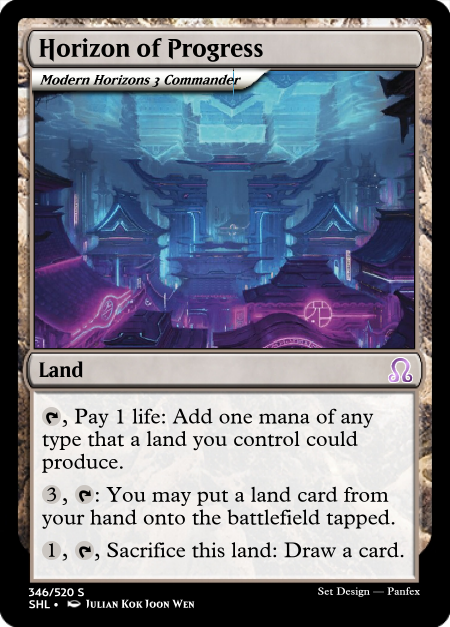 Horizon of Progress
Modern Horizons 3 Commander
Land
, Pay 1 life: Add one mana of any
type that a land you control could
produce.
3, : You may put a land card from
your hand onto the battlefield tapped.
1, , Sacrifice this land: Draw a card.
346/520 S
Set Design — Panfex
SHL • Julian Kok Joon Wen